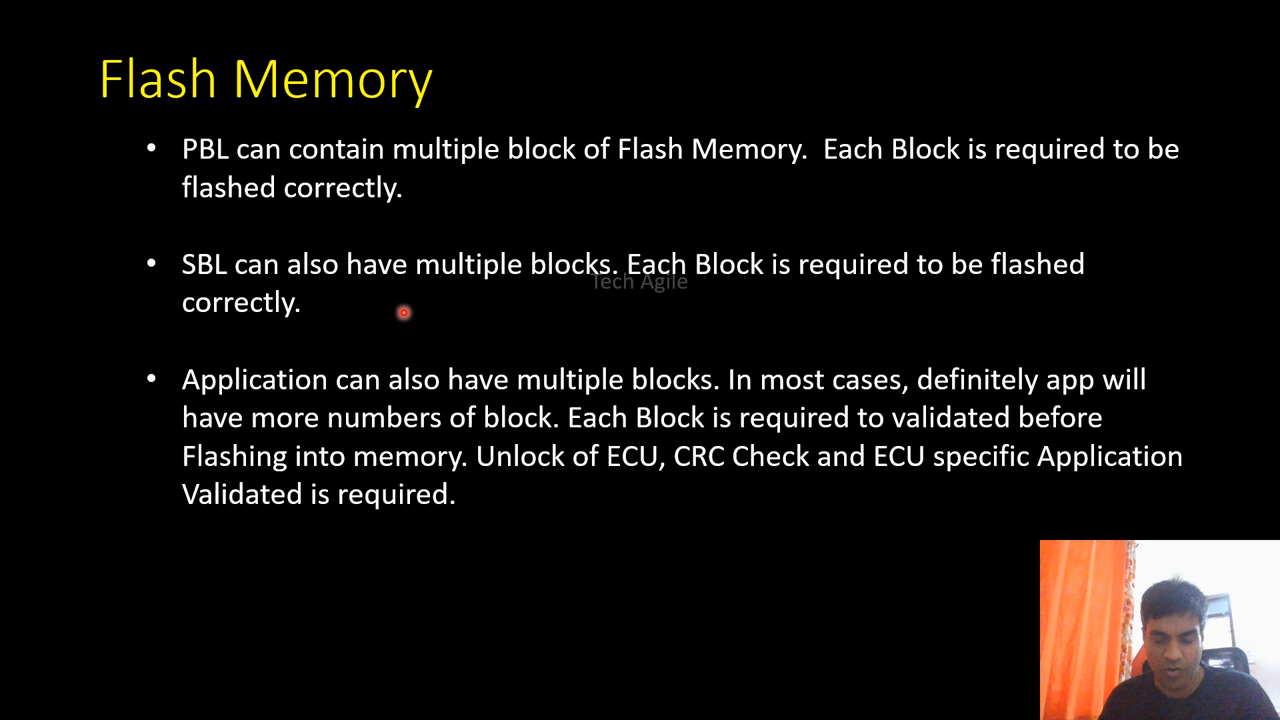 Flash Memory
• PBL can contain multiple block of Flash Memory.  Each Block is required to be
flashed correctly.
• SBL can also have multiple blocks. Each Block is required to be flashed
correctly.
Tech Agile
• Application can also have multiple blocks. In most cases, definitely app will
have more numbers of block. Each Block is required to validated before
Flashing into memory. Unlock of ECU, CRC Check and ECU specific Application
Validated is required.